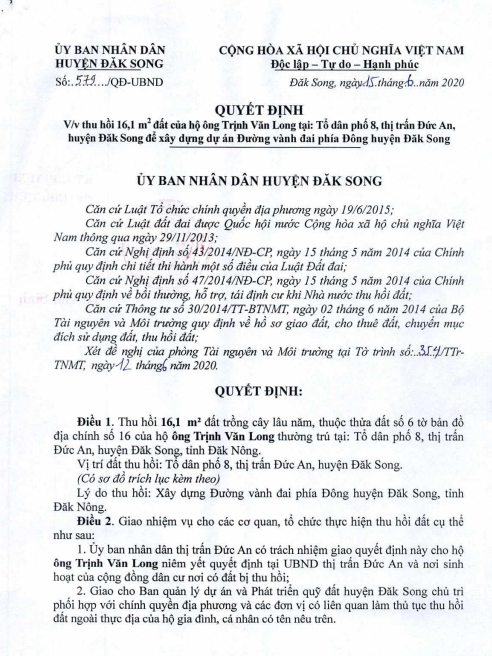 ỦY BAN NHÂN DÂN
HUYỆN ĐĂK SONG
Số: 579/QĐ-UBND
CỘNG HÒA XÃ HỘI CHỦ NGHĨA VIỆT NAM
Độc lập – Tự do – Hạnh phúc
Đăk Song, ngày 15 tháng 6 năm 2020
QUYẾT ĐỊNH
V/v thu hồi 16,1 m² đất của hộ ông Trịnh Văn Long tại: Tổ dân phố 8, thị trấn Đức An,
huyện Đăk Song để xây dựng dự án Đường vành đai phía Đông huyện Đăk Song
ỦY BAN NHÂN DÂN HUYỆN ĐĂK SONG
Căn cứ Luật Tổ chức chính quyền địa phương ngày 19/6/2015;
Căn cứ Luật đất đai được Quốc hội nước Cộng hòa xã hộ chủ nghĩa Việt
Nam thông qua ngày 29/11/2013;
Căn cứ Nghị định số 43/2014/NĐ-CP, ngày 15 tháng 5 năm 2014 của Chính
phủ quy định chi tiết thi hành một số điều của Luật Đất đai;
Căn cứ Nghị định số 47/2014/NĐ-CP, ngày 15 tháng 5 năm 2014 của Chính
phủ quy định về bồi thường, hỗ trợ, tái định cư khi Nhà nước thu hồi đất;
Căn cứ Thông tư số 30/2014/TT-BTNMT, ngày 02 tháng 6 năm 2014 của Bộ
Tài nguyên và Môi trường quy định về hồ sơ giao đất, cho thuê đất, chuyển mục
đích sử dụng đất, thu hồi đất;
Xét đề nghị của phòng Tài nguyên và Môi trường tại Tờ trình số: /TTr-
TNMT, ngày 12 tháng 6 năm 2020.
QUYẾT ĐỊNH:
Điều 1. Thu hồi 16,1 m² đất trồng cây lâu năm, thuộc thửa đất số 6 tờ bản đồ
địa chính số 16 của hộ ông Trịnh Văn Long thường trú tại: Tổ dân phố 8, thị trấn
Đức An, huyện Đăk Song, tỉnh Đăk Nông.
Vị trí đất thu hồi: Tổ dân phố 8, thị trấn Đức An, huyện Đăk Song.
(Có sơ đồ trích lục kèm theo)
Lý do thu hồi: Xây dựng Đường vành đai phía Đông huyện Đăk Song, tỉnh
Đăk Nông.
Điều 2. Giao nhiệm vụ cho các cơ quan, tổ chức thực hiện thu hồi đất cụ thể
như sau:
1. Ủy ban nhân dân thị trấn Đức An có trách nhiệm giao quyết định này cho hộ
ông Trịnh Văn Long niêm yết quyết định tại UBND thị trấn Đức An và nơi sinh
hoạt của cộng đồng dân cư nơi có đất bị thu hồi;
2. Giao cho Ban quản lý dự án và Phát triển quỹ đất huyện Đăk Song chủ trì
phối hợp với chính quyền địa phương và các đơn vị có liên quan làm thủ tục thu hồi
đất ngoài thực địa của hộ gia đình, cá nhân có tên nêu trên.